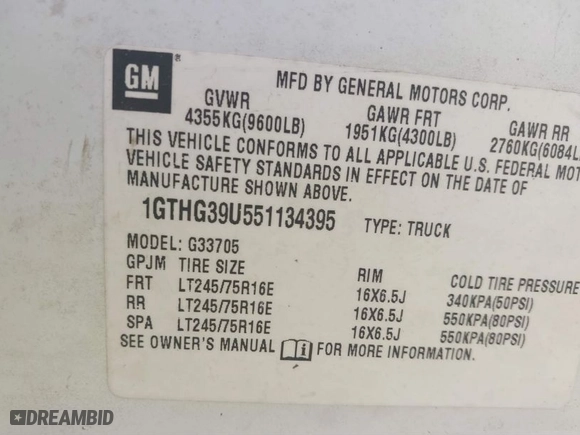 GM ®
MFD BY GENERAL MOTORS CORP.
GVWR GAWR FRT GAWR RR
4355KG(9600LB) 1951KG(4300LB) 2760KG(6084L
THIS VEHICLE CONFORMS TO ALL APPLICABLE U.S. FEDERAL MOT
VEHICLE SAFETY STANDARDS IN EFFECT ON THE DATE OF
MANUFACTURE SHOWN ABOVE.
1GTHG39U551134395 TYPE: TRUCK
MODEL: G33705
GPJM TIRE SIZE RIM COLD TIRE PRESSURE
FRT LT245/75R16E 16X6.5J 340KPA(50PSI)
RR LT245/75R16E 16X6.5J 550KPA(80PSI)
SPA LT245/75R16E 16X6.5J 550KPA(80PSI)
SEE OWNER'S MANUAL i FOR MORE INFORMATION.
DREAMBID